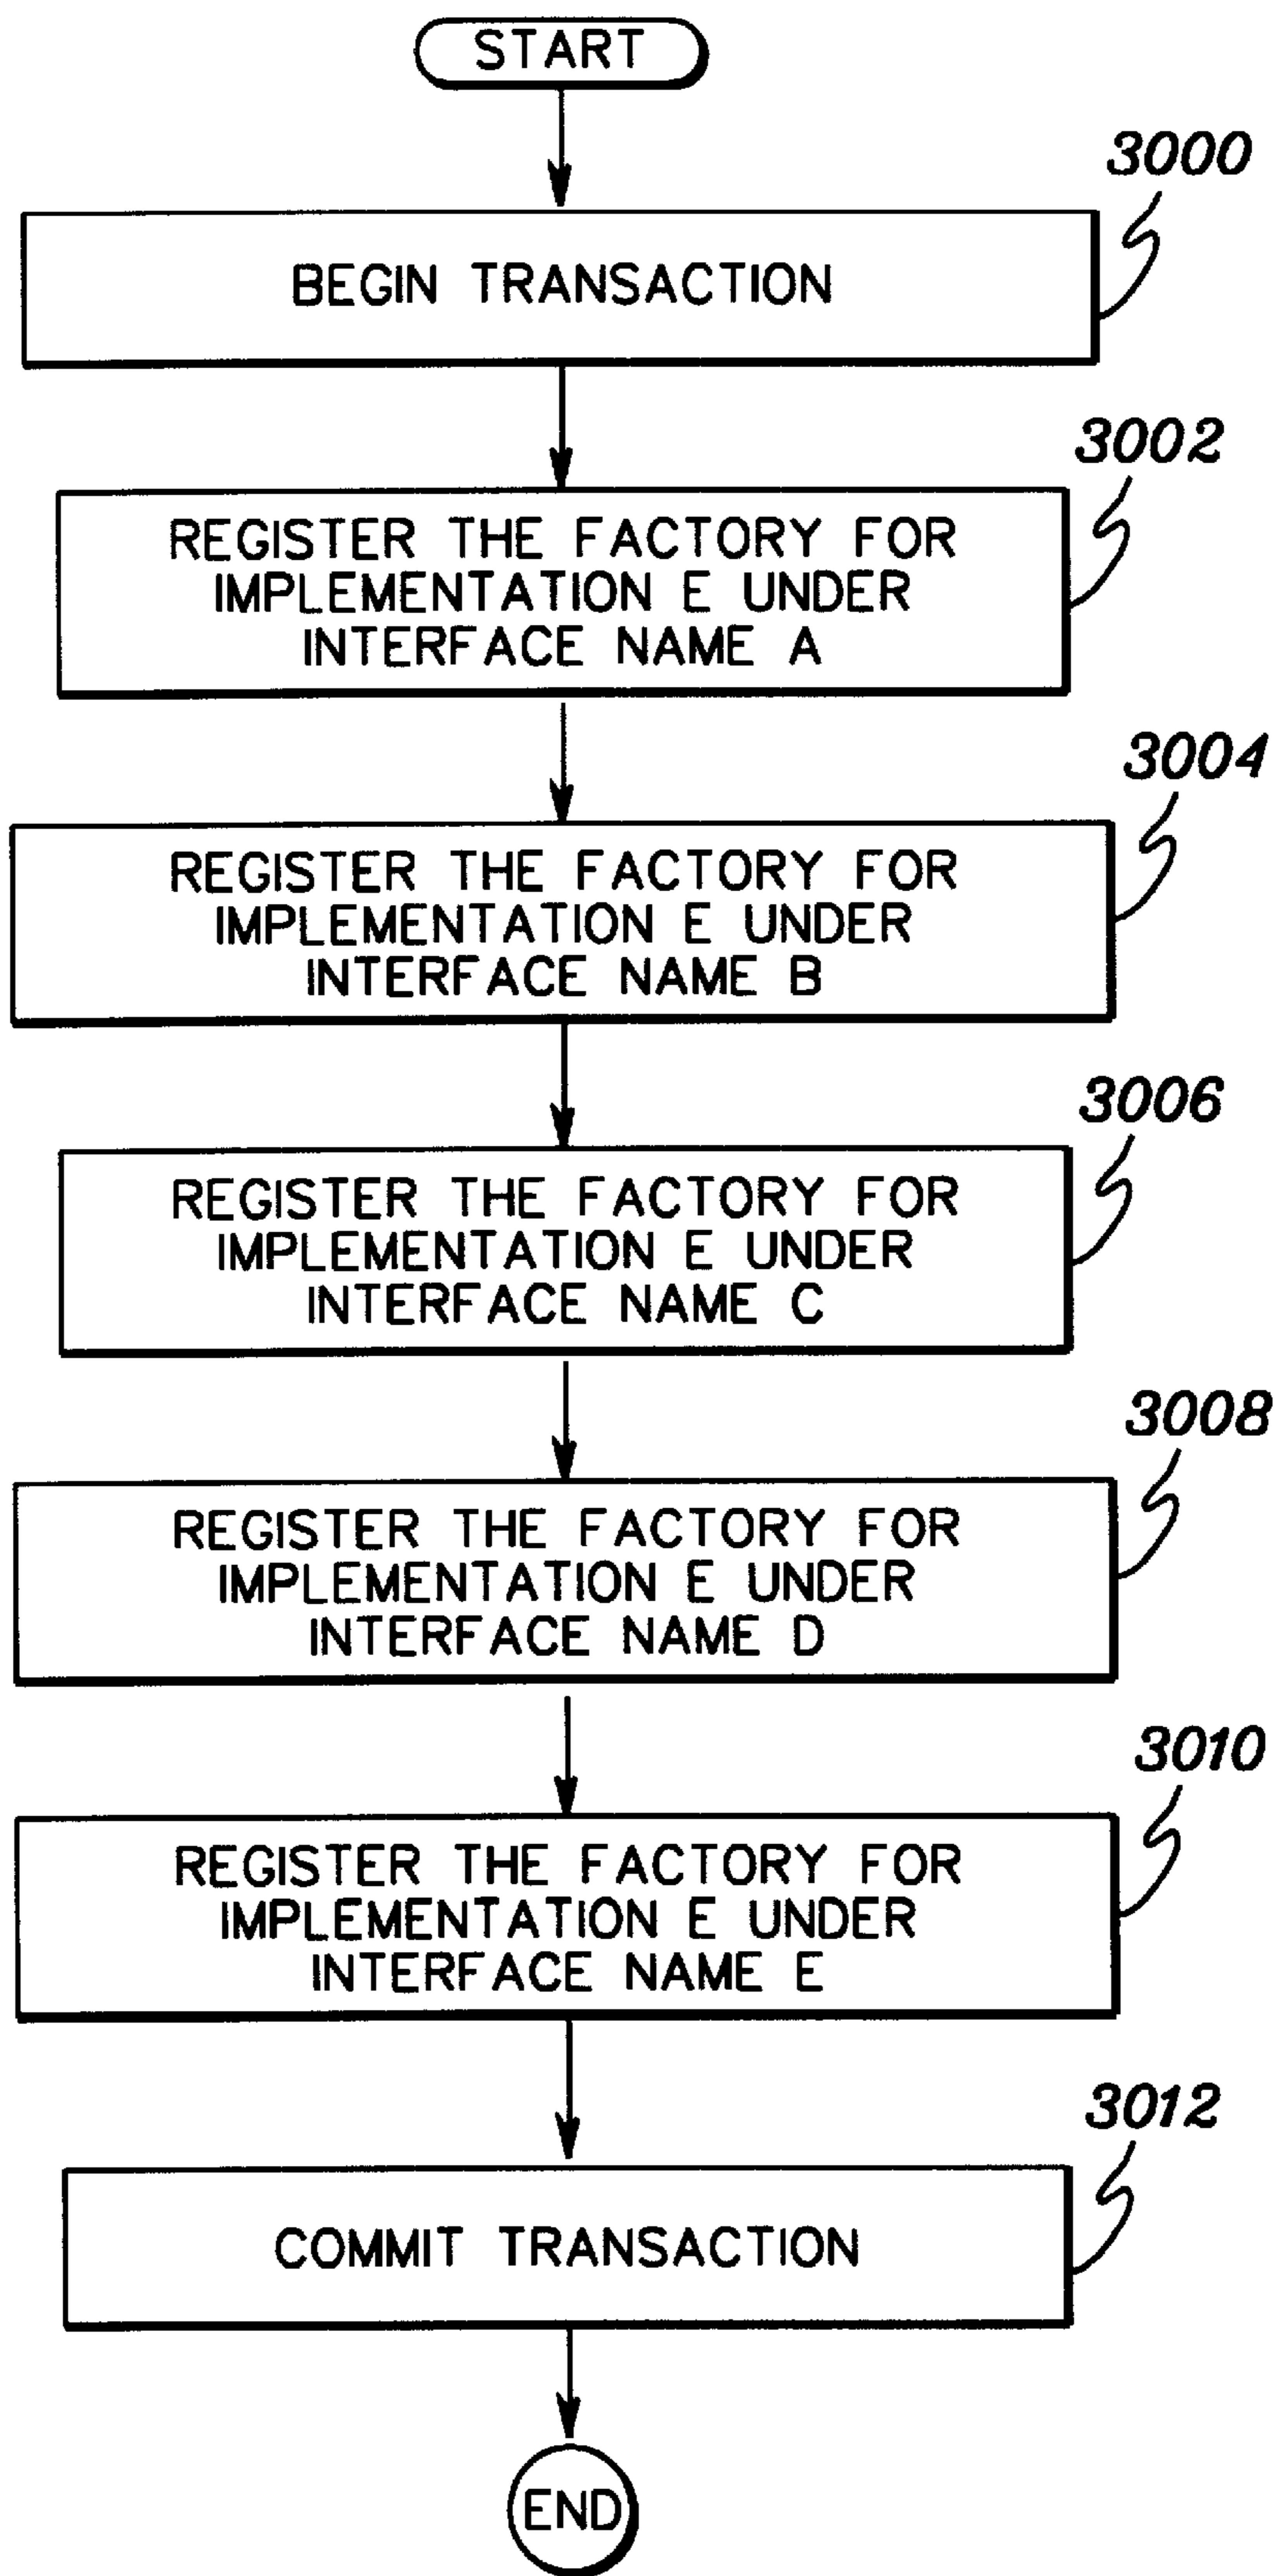 START
3000
BEGIN TRANSACTION
3002
REGISTER THE FACTORY FOR
IMPLEMENTATION E UNDER
INTERFACE NAME A
3004
REGISTER THE FACTORY FOR
IMPLEMENTATION E UNDER
INTERFACE NAME B
3006
REGISTER THE FACTORY FOR
IMPLEMENTATION E UNDER
INTERFACE NAME C
3008
REGISTER THE FACTORY FOR
IMPLEMENTATION E UNDER
INTERFACE NAME D
3010
REGISTER THE FACTORY FOR
IMPLEMENTATION E UNDER
INTERFACE NAME E
3012
COMMIT TRANSACTION
END